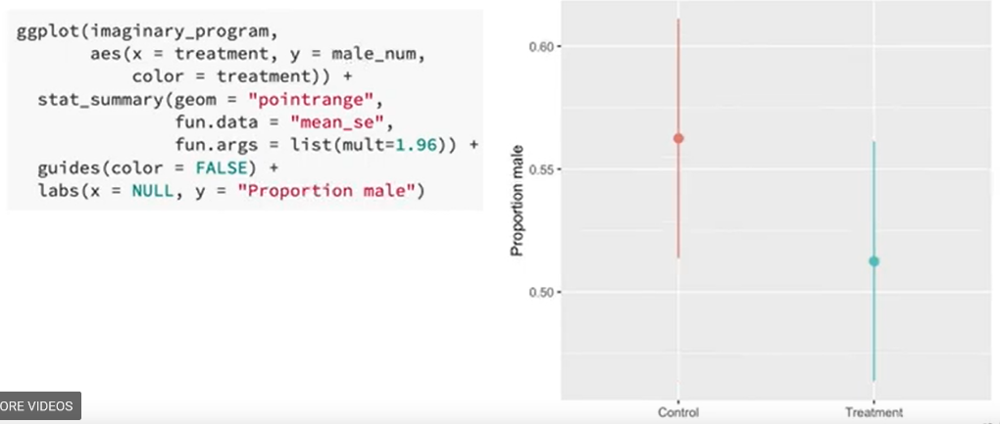 ggplot(imaginary_program,
aes(x = treatment, y = male_num,
color = treatment)) +
stat_summary(geom = "pointrange",
fun.data = "mean_se",
fun.args = list(mult=1.96)) +
guides(color = FALSE) +
labs(x = NULL, y = "Proportion male")
ORE VIDEOS
Proportion male
0.60
0.55
0.50
Control
Treatment